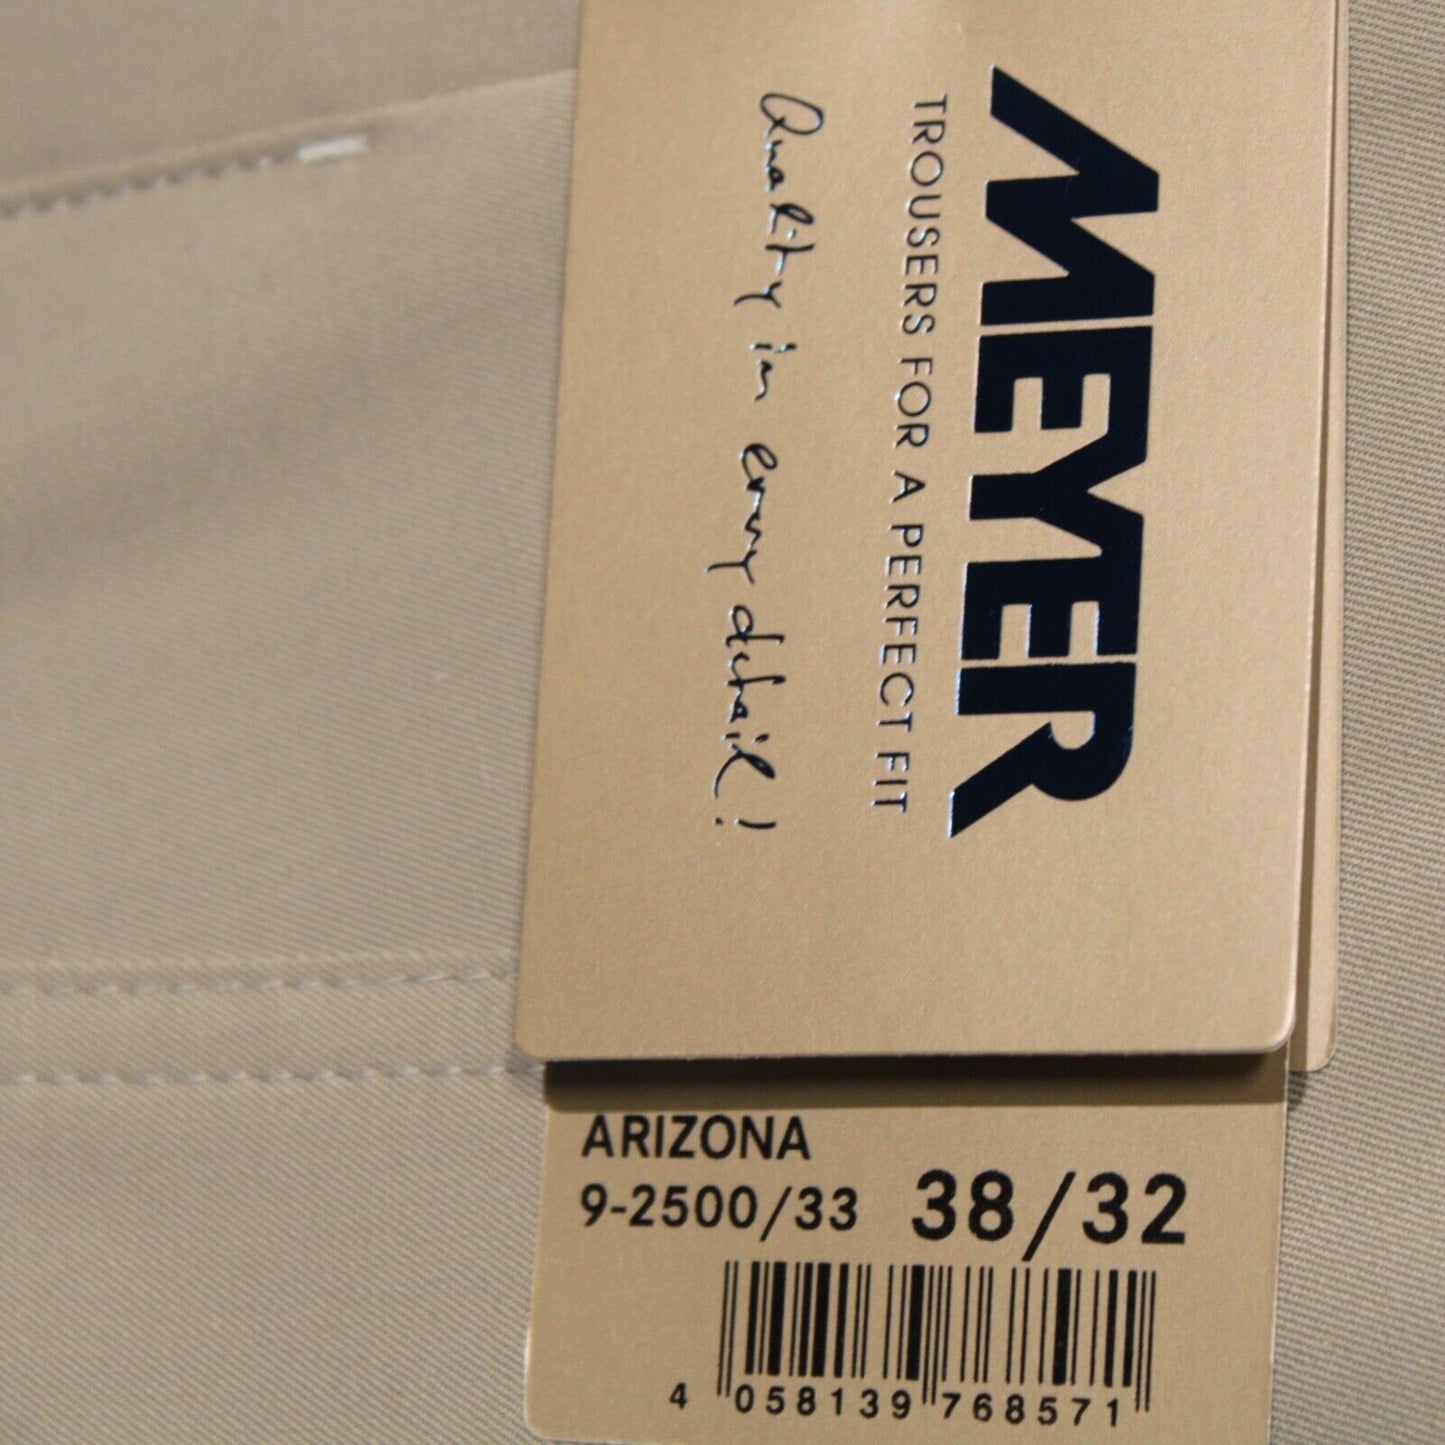 MEYER
TROUSERS FOR A PERFECT FIT
Quality in every detail!
ARIZONA
9-2500/33 38/32
4 058139 768571